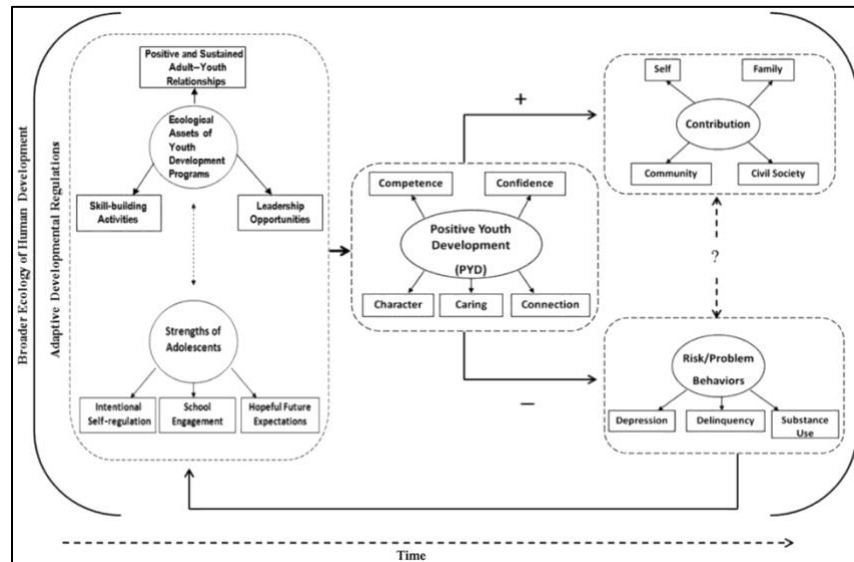 Broader Ecology of Human Development
Adaptive Developmental Regulations
Positive and Sustained
Adult–Youth
Relationships
Ecological
Assets of
Youth
Development
Programs
Skill-building
Activities
Leadership
Opportunities
Strengths of
Adolescents
Intentional
Self-regulation
School
Engagement
Hopeful Future
Expectations
Competence
Confidence
Positive Youth
Development
(PYD)
Character
Caring
Connection
+
–
Self
Family
Contribution
Community
Civil Society
?
Risk/Problem
Behaviors
Depression
Delinquency
Substance
Use
Time